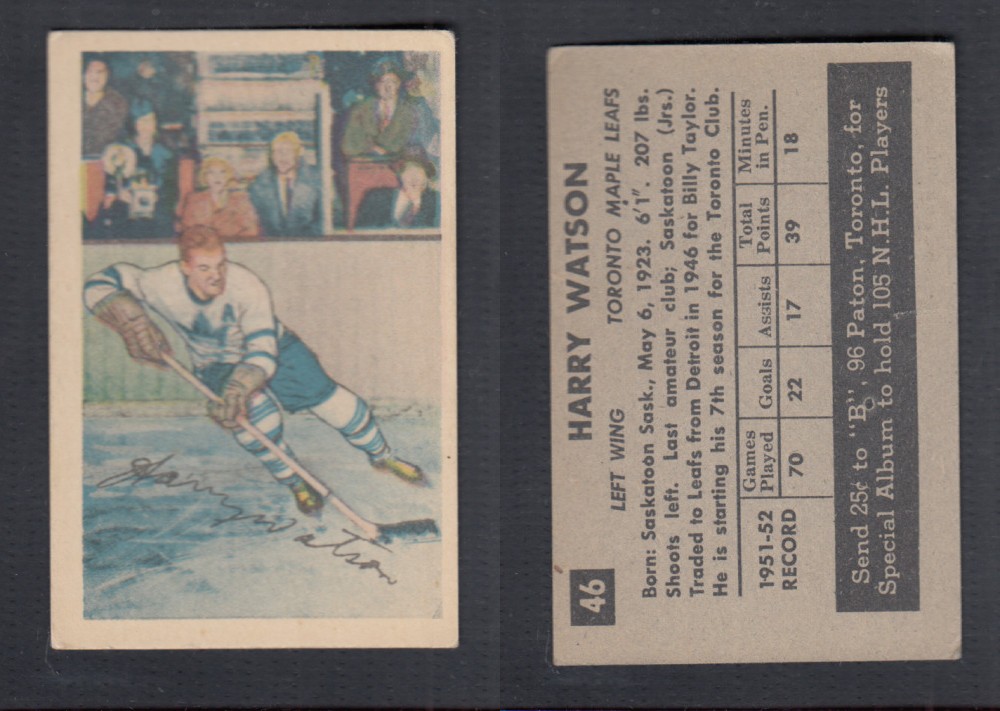 Harry Watson
46
HARRY WATSON
LEFT WING TORONTO MAPLE LEAFS
Born: Saskatoon Sask., May 6, 1923. 6'1". 207 lbs.
Shoots left. Last amateur club; Saskatoon (Jrs.)
Traded to Leafs from Detroit in 1946 for Billy Taylor.
He is starting his 7th season for the Toronto Club.
1951-52 RECORD
Games Played Goals Assists Total Points Minutes in Pen.
70 22 17 39 18
Send 25¢ to "B", 96 Paton, Toronto, for
Special Album to hold 105 N.H.L. Players